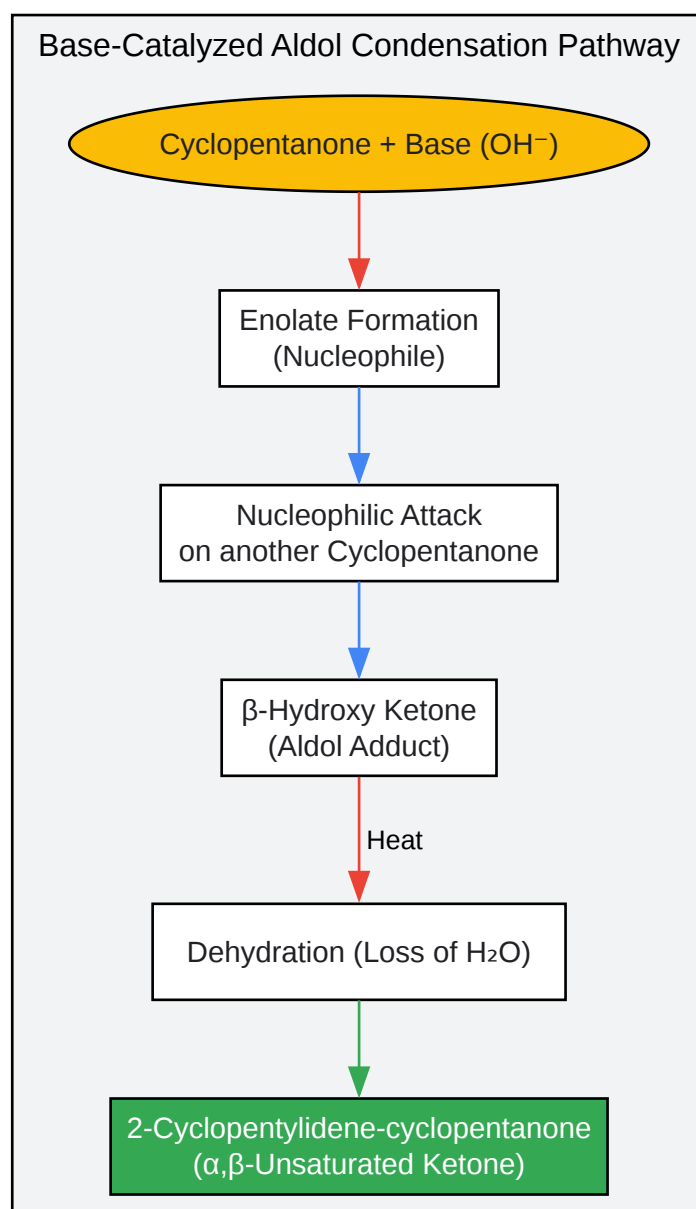 Base-Catalyzed Aldol Condensation Pathway
Cyclopentanone + Base (OH⁻)
Enolate Formation
(Nucleophile)
Nucleophilic Attack
on another Cyclopentanone
β-Hydroxy Ketone
(Aldol Adduct)
Heat
Dehydration (Loss of H₂O)
2-Cyclopentylidene-cyclopentanone
(α,β-Unsaturated Ketone)